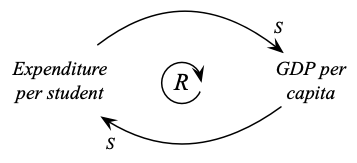 S
Expenditure
per student
R
GDP per
capita
S